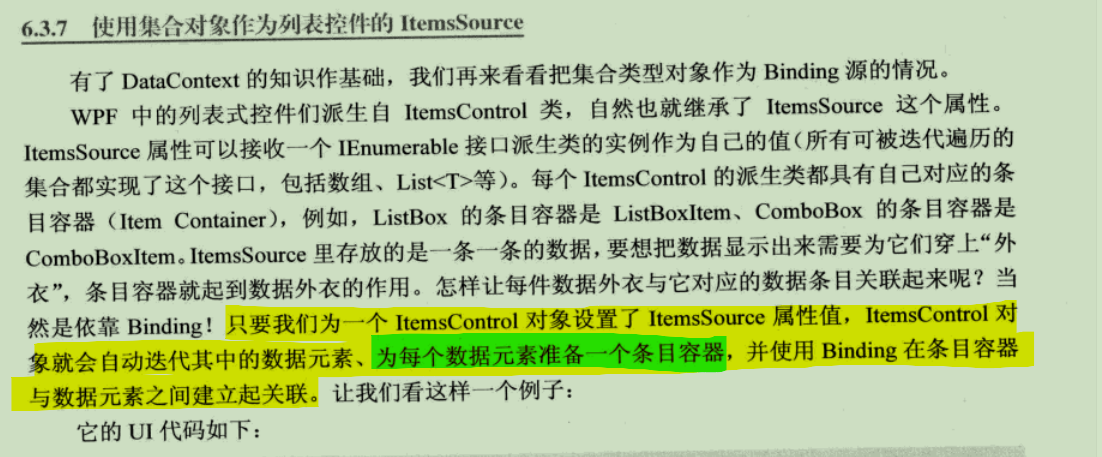 6.3.7 使用集合对象作为列表控件的 ItemsSource
有了 DataContext 的知识作基础，我们再来看看把集合类型对象作为 Binding 源的情况。
WPF 中的列表式控件们派生自 ItemsControl 类，自然也就继承了 ItemsSource 这个属性。
ItemsSource 属性可以接收一个 IEnumerable 接口派生类的实例作为自己的值（所有可被迭代遍历的
集合都实现了这个接口，包括数组、List<T>等）。每个 ItemsControl 的派生类都具有自己对应的条
目容器（Item Container），例如，ListBox 的条目容器是 ListBoxItem、ComboBox 的条目容器是
ComboBoxItem。ItemsSource 里存放的是一条一条的数据，要想把数据显示出来需要为它们穿上“外
衣”，条目容器就起到数据外衣的作用。怎样让每件数据外衣与它对应的数据条目关联起来呢？当
然是依靠 Binding！只要我们为一个 ItemsControl 对象设置了 ItemsSource 属性值，ItemsControl 对
象就会自动迭代其中的数据元素、为每个数据元素准备一个条目容器，并使用 Binding 在条目容器
与数据元素之间建立起关联。让我们看这样一个例子：
它的 UI 代码如下：